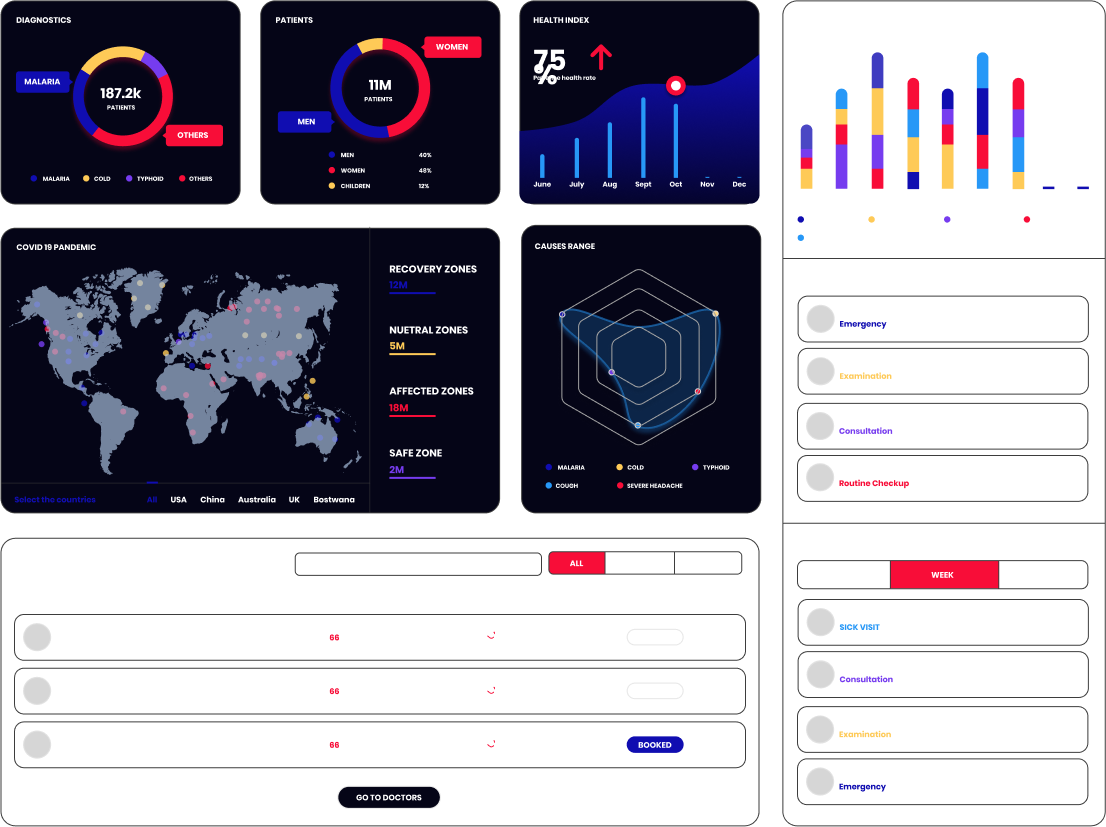 DIAGNOSTICS
MALARIA
187.2k
PATIENTS
OTHERS
MALARIA COLD TYPHOID OTHERS
PATIENTS
WOMEN
11M
PATIENTS
MEN
MEN 40%
WOMEN 48%
CHILDREN 12%
HEALTH INDEX
75
%
health rate
June July Aug Sept Oct Nov Dec
COVID 19 PANDEMIC
RECOVERY ZONES
12M
NUETRAL ZONES
5M
AFFECTED ZONES
18M
SAFE ZONE
2M
Select the countries All USA China Australia UK Bostwana
CAUSES RANGE
MALARIA COLD TYPHOID
COUGH SEVERE HEADACHE
ALL
66
66
66 BOOKED
GO TO DOCTORS
Emergency
Examination
Consultation
Routine Checkup
WEEK
SICK VISIT
Consultation
Examination
Emergency